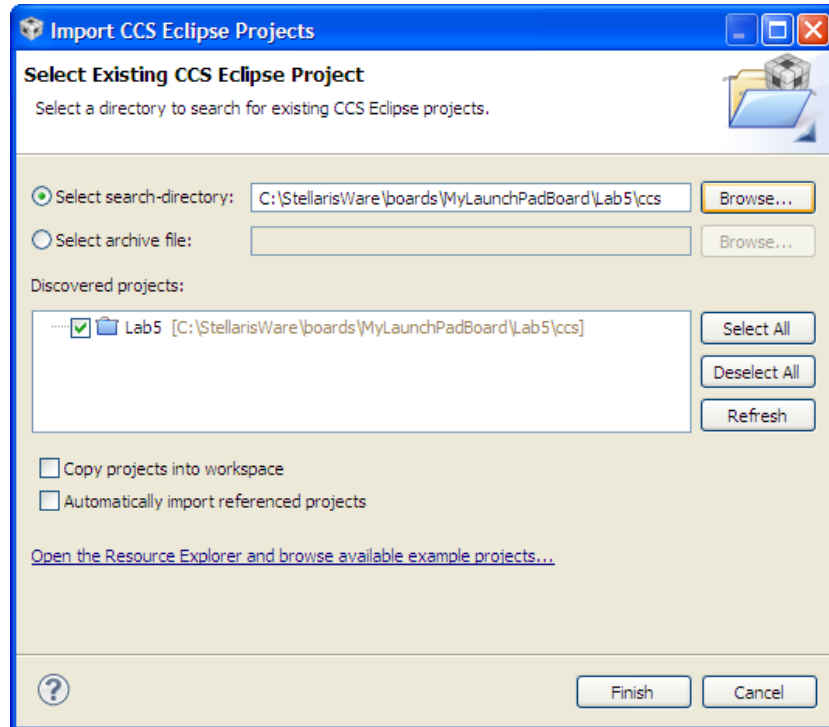 Import CCS Eclipse Projects
Select Existing CCS Eclipse Project
Select a directory to search for existing CCS Eclipse projects.
Select search-directory: C:\StellarisWare\boards\MyLaunchPadBoard\Lab5\ccs Browse...
Select archive file: Browse...
Discovered projects:
Lab5 [C:\StellarisWare\boards\MyLaunchPadBoard\Lab5\ccs] Select All
Deselect All
Refresh
Copy projects into workspace
Automatically import referenced projects
Open the Resource Explorer and browse available example projects...
? Finish Cancel